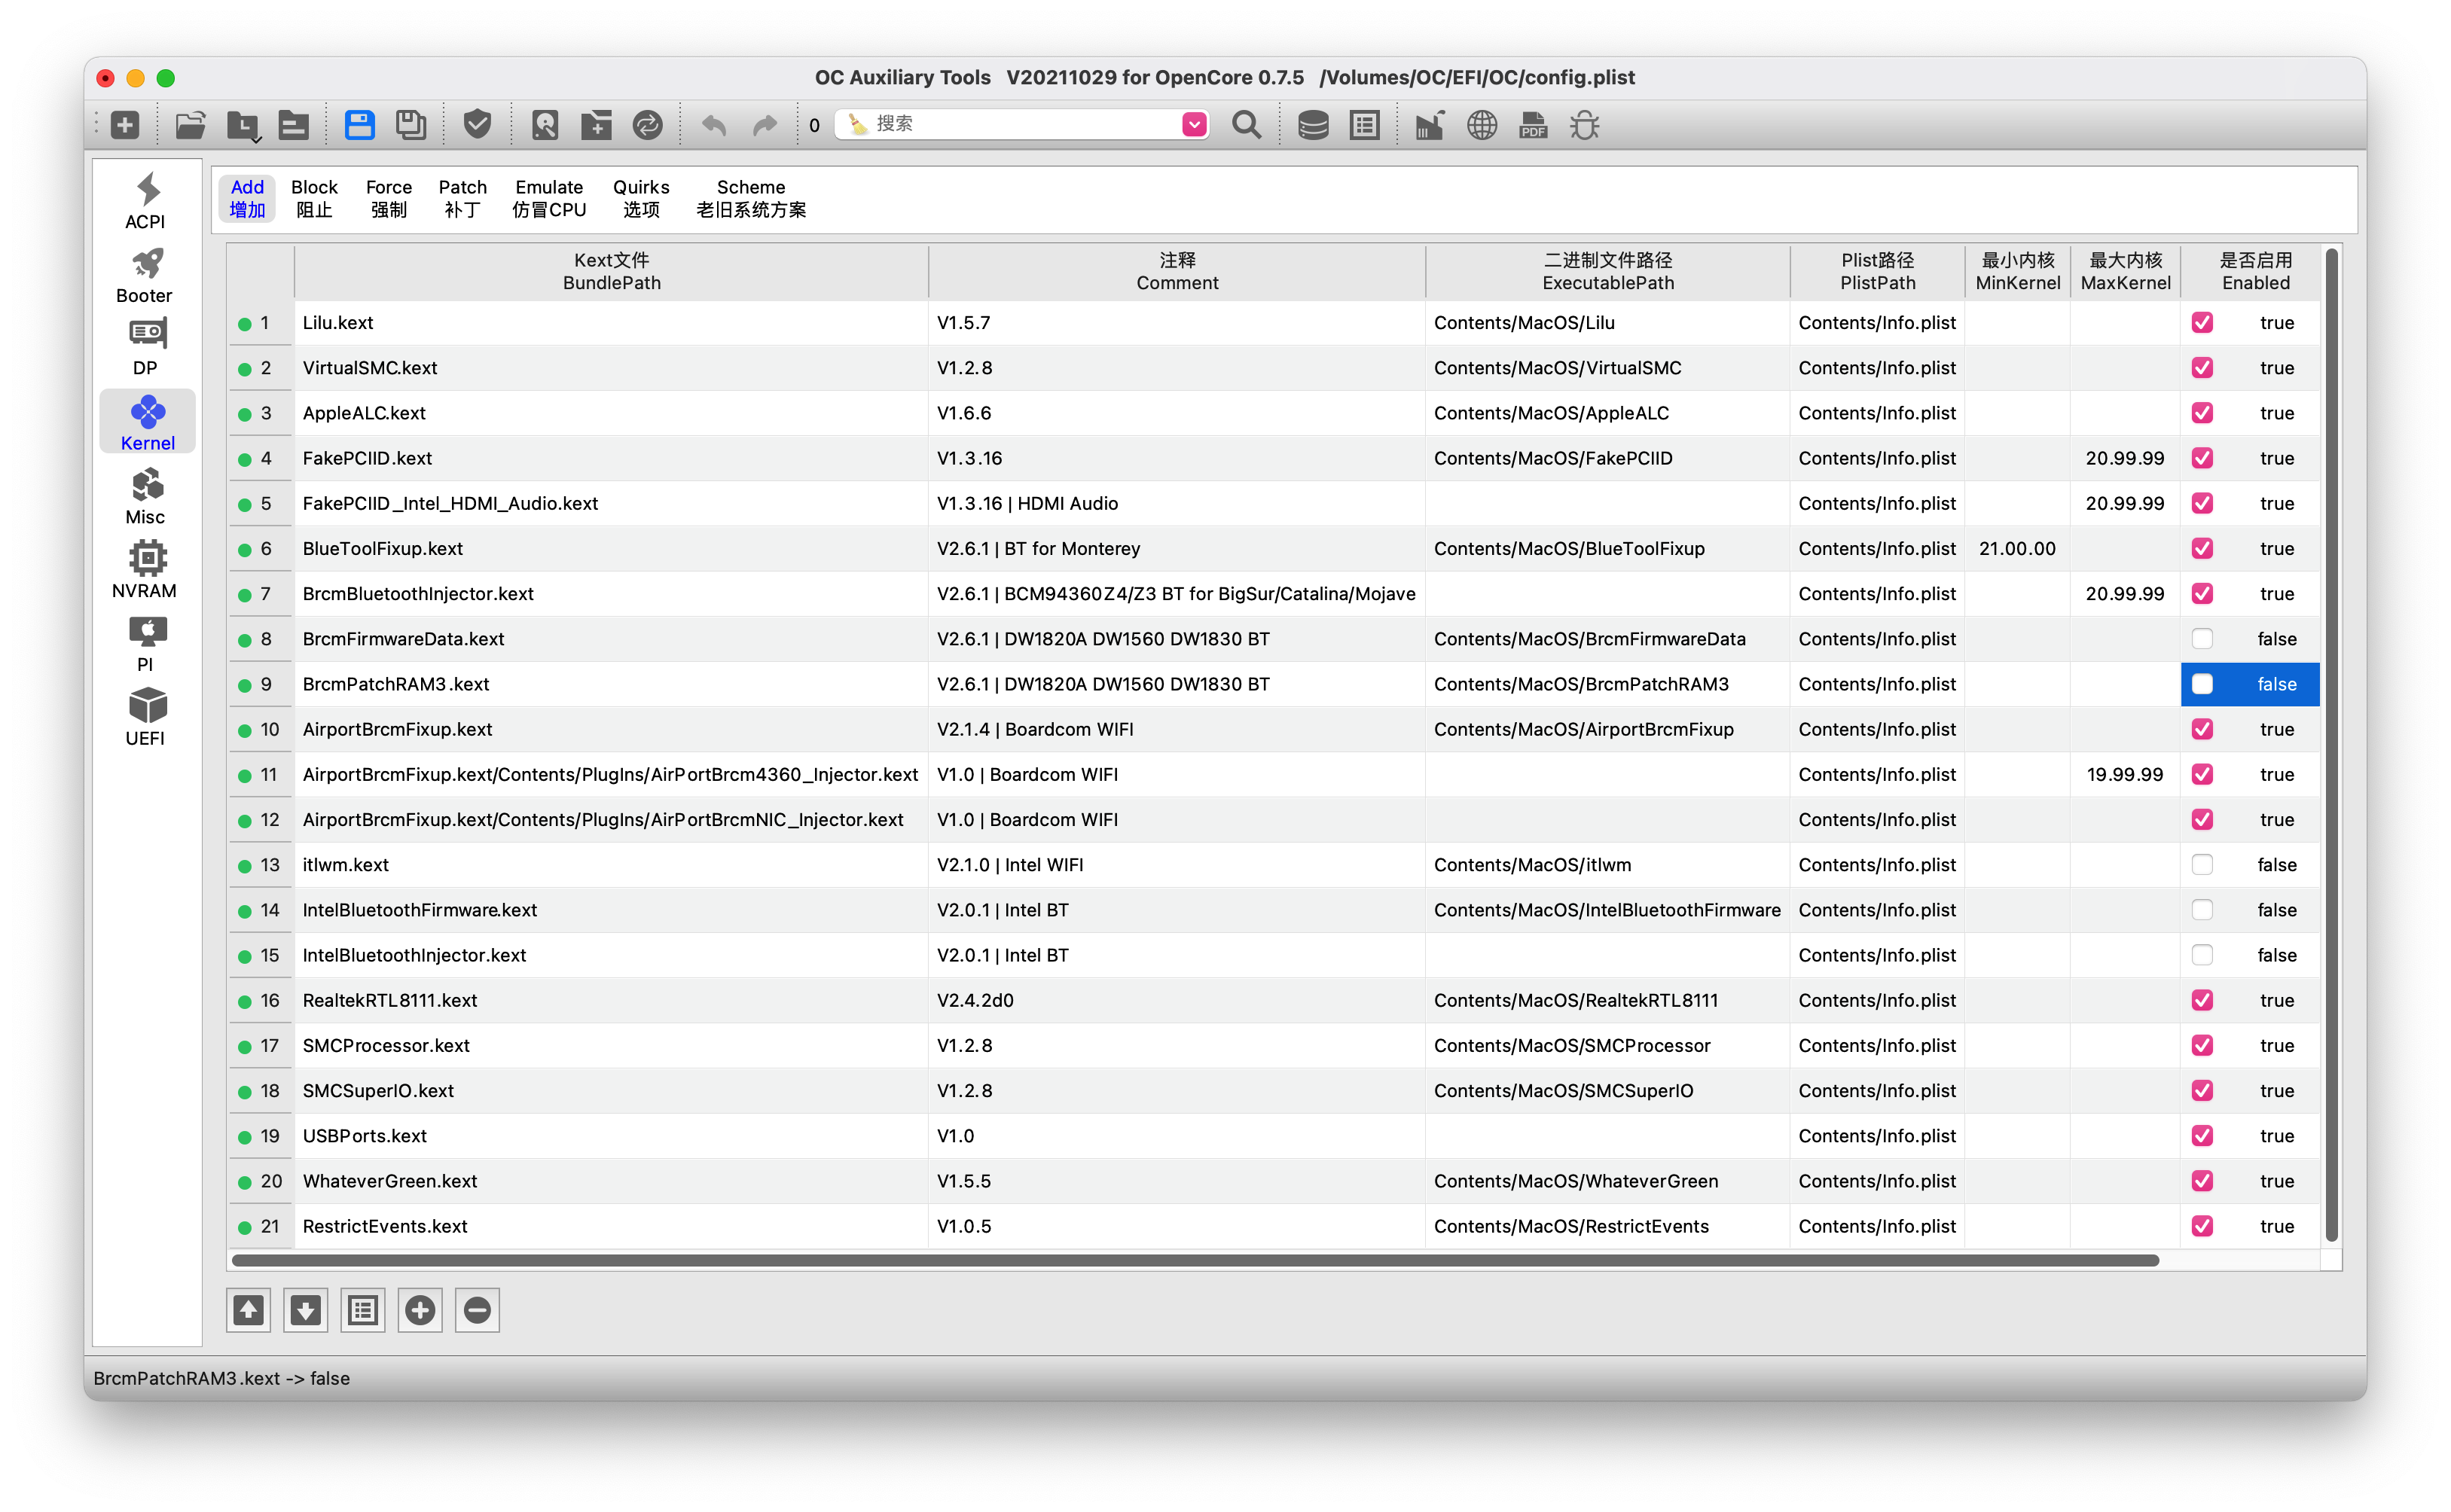 OC Auxiliary Tools V20211029 for OpenCore 0.7.5 /Volumes/OC/EFI/OC/config.plist
0 搜索
PDF
ACPI
Booter
DP
Kernel
Misc
NVRAM
PI
UEFI
Add Block Force Patch Emulate Quirks Scheme
增加 阻止 强制 补丁 仿冒CPU 选项 老旧系统方案
Kext文件 注释 二进制文件路径 Plist路径 最小内核 最大内核 是否启用
BundlePath Comment ExecutablePath PlistPath MinKernel MaxKernel Enabled
1 Lilu.kext V1.5.7 Contents/MacOS/Lilu Contents/Info.plist true
2 VirtualSMC.kext V1.2.8 Contents/MacOS/VirtualSMC Contents/Info.plist true
3 AppleALC.kext V1.6.6 Contents/MacOS/AppleALC Contents/Info.plist true
4 FakePCIID.kext V1.3.16 Contents/MacOS/FakePCIID Contents/Info.plist 20.99.99 true
5 FakePCIID_Intel_HDMI_Audio.kext V1.3.16 | HDMI Audio Contents/Info.plist 20.99.99 true
6 BlueToolFixup.kext V2.6.1 | BT for Monterey Contents/MacOS/BlueToolFixup Contents/Info.plist 21.00.00 true
7 BrcmBluetoothInjector.kext V2.6.1 | BCM94360Z4/Z3 BT for BigSur/Catalina/Mojave Contents/Info.plist 20.99.99 true
8 BrcmFirmwareData.kext V2.6.1 | DW1820A DW1560 DW1830 BT Contents/MacOS/BrcmFirmwareData Contents/Info.plist false
9 BrcmPatchRAM3.kext V2.6.1 | DW1820A DW1560 DW1830 BT Contents/MacOS/BrcmPatchRAM3 Contents/Info.plist false
10 AirportBrcmFixup.kext V2.1.4 | Boardcom WIFI Contents/MacOS/AirportBrcmFixup Contents/Info.plist true
11 AirportBrcmFixup.kext/Contents/PlugIns/AirPortBrcm4360_Injector.kext V1.0 | Boardcom WIFI Contents/Info.plist 19.99.99 true
12 AirportBrcmFixup.kext/Contents/PlugIns/AirPortBrcmNIC_Injector.kext V1.0 | Boardcom WIFI Contents/Info.plist true
13 itlwm.kext V2.1.0 | Intel WIFI Contents/MacOS/itlwm Contents/Info.plist false
14 IntelBluetoothFirmware.kext V2.0.1 | Intel BT Contents/MacOS/IntelBluetoothFirmware Contents/Info.plist false
15 IntelBluetoothInjector.kext V2.0.1 | Intel BT Contents/Info.plist false
16 RealtekRTL8111.kext V2.4.2d0 Contents/MacOS/RealtekRTL8111 Contents/Info.plist true
17 SMCProcessor.kext V1.2.8 Contents/MacOS/SMCProcessor Contents/Info.plist true
18 SMCSuperIO.kext V1.2.8 Contents/MacOS/SMCSuperIO Contents/Info.plist true
19 USBPorts.kext V1.0 Contents/Info.plist true
20 WhateverGreen.kext V1.5.5 Contents/MacOS/WhateverGreen Contents/Info.plist true
21 RestrictEvents.kext V1.0.5 Contents/MacOS/RestrictEvents Contents/Info.plist true
BrcmPatchRAM3.kext -> false